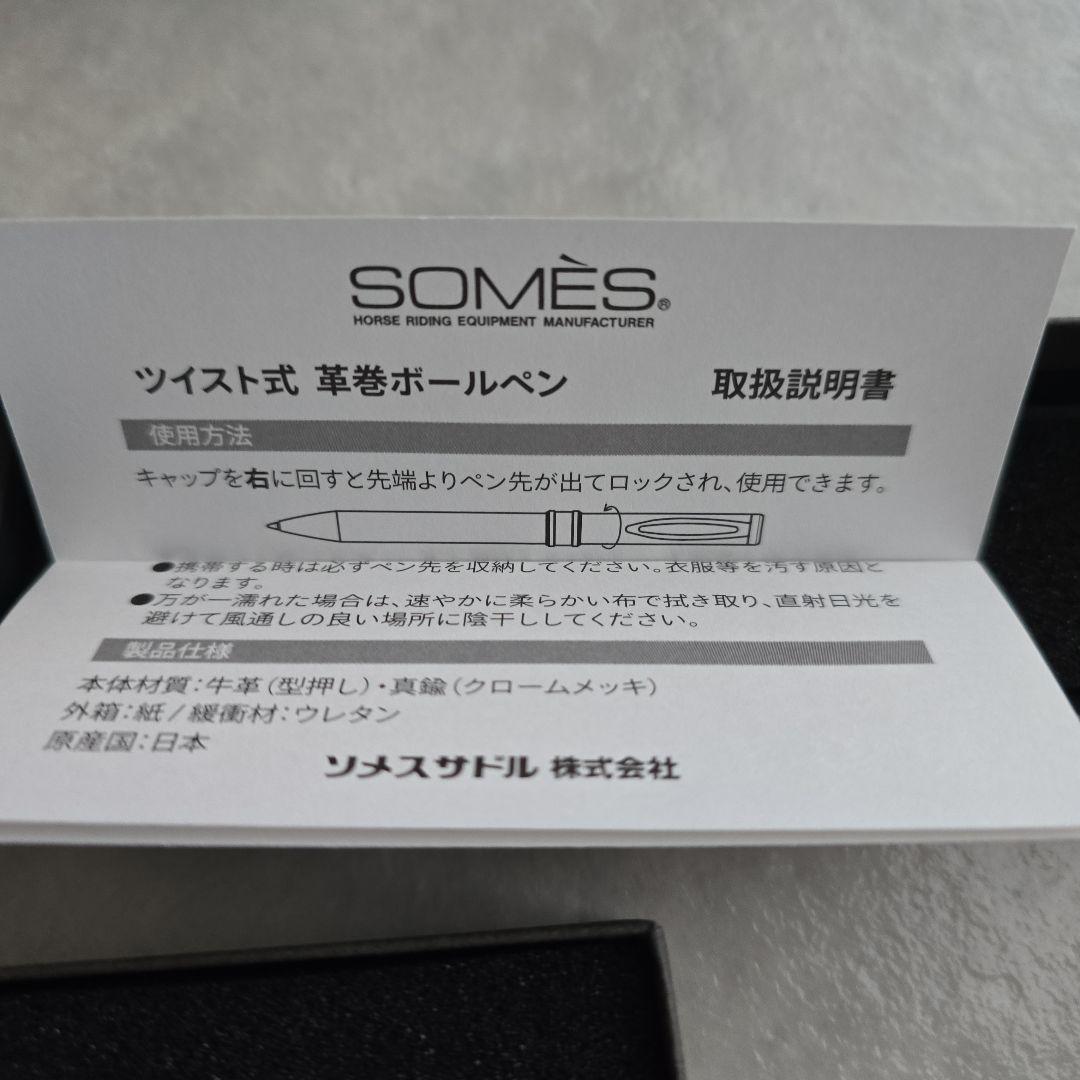 SOMÈS®
HORSE RIDING EQUIPMENT MANUFACTURER
ツイスト式 革巻ボールペン 取扱説明書
使用方法
キャップを右に回すと先端よりペン先が出てロックされ、使用できます。
●携帯する時は必ずペン先を収納してください。衣服等を汚す原因と
なります。
●万が一濡れた場合は、速やかに柔らかい布で拭き取り、直射日光を
避けて風通しの良い場所に陰干ししてください。
製品仕様
本体材質：牛革（型押し）・真鍮（クロームメッキ）
外箱：紙 / 緩衝材：ウレタン
原産国：日本
ソメスサドル 株式会社